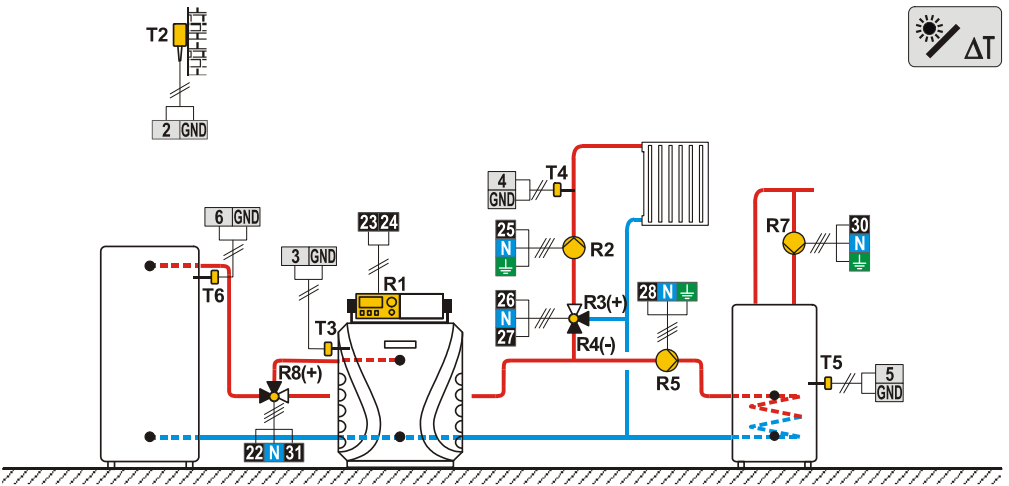 T2
ΔT
2 GND
T4
4
GND
6 GND
23 24
25
N
R2
R7
30
N
3 GND
R1
T6
26
N
27
R3(+)
28 N
T3
R4(-)
R8(+)
R5
T5
5
GND
22 N 31